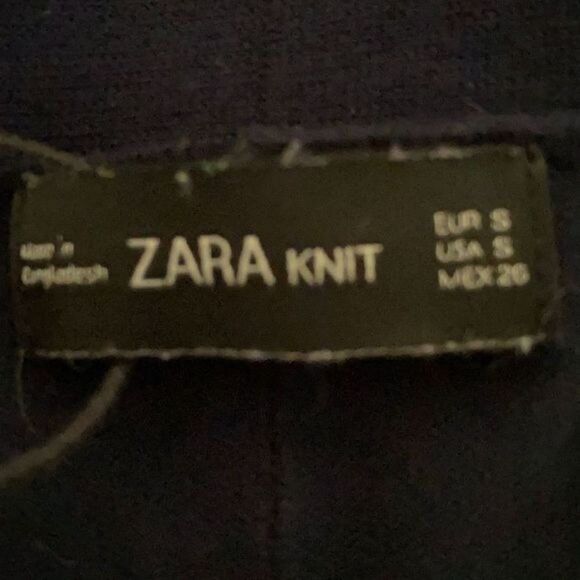 Made in
Bangladesh
ZARA KNIT
EUR S
USA S
MEX 26